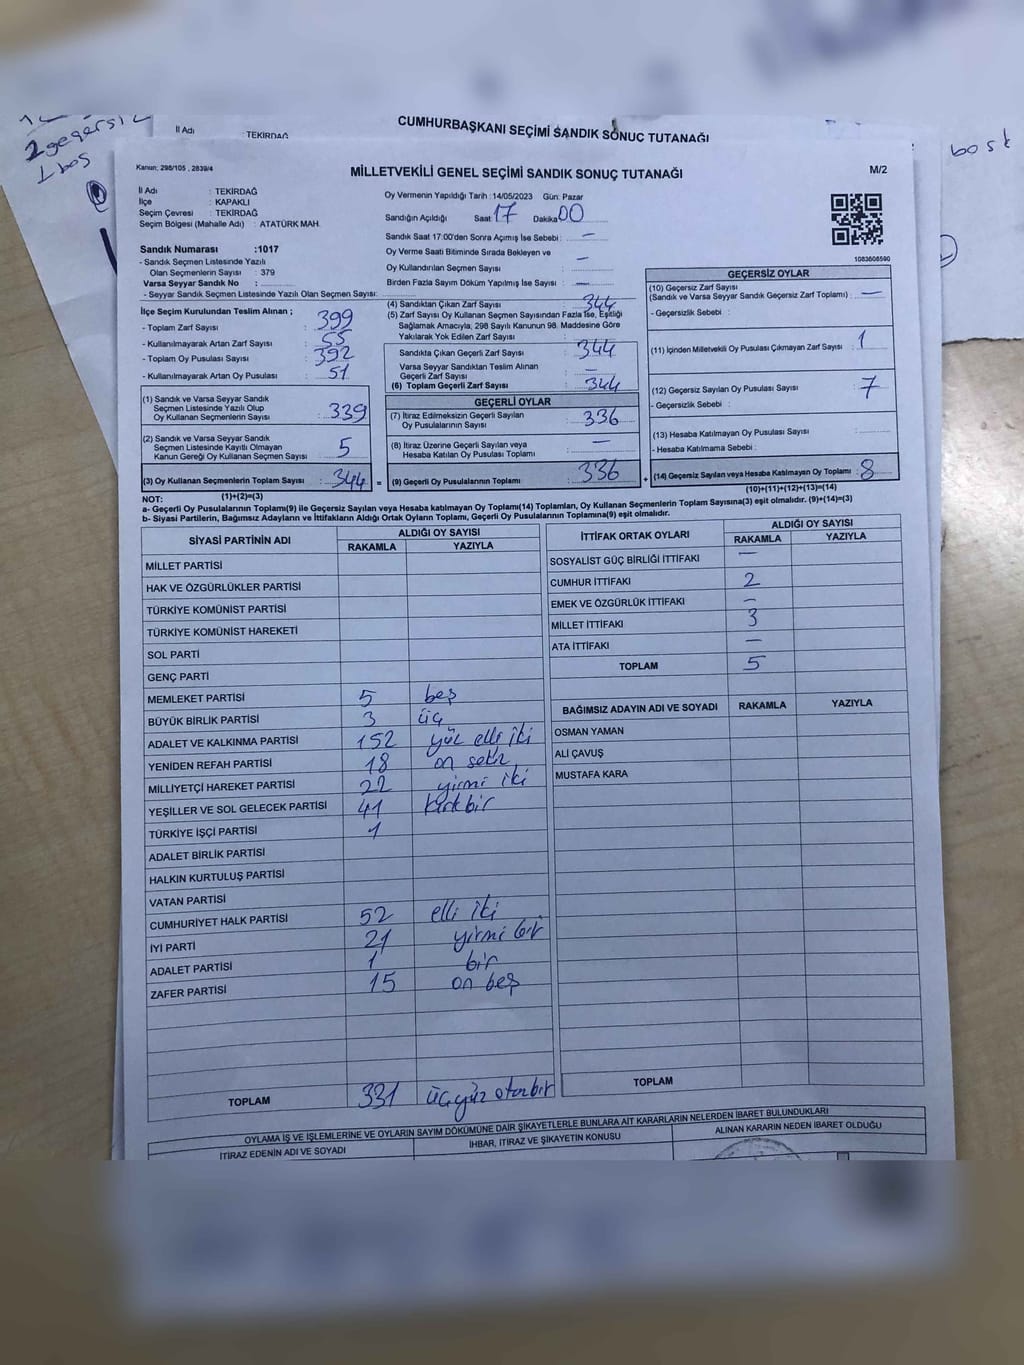 2 geçersiz
1 boş
boş k
İl Adı : TEKİRDAĞ
CUMHURBAŞKANI SEÇİMİ SANDIK SONUÇ TUTANAĞI
Kanun; 298/105 , 2839/4
MİLLETVEKİLİ GENEL SEÇİMİ SANDIK SONUÇ TUTANAĞI
M/2
İl Adı : TEKİRDAĞ
İlçe : KAPAKLI
Seçim Çevresi : TEKİRDAĞ
Seçim Bölgesi (Mahalle Adı) : ATATÜRK MAH.
Sandık Numarası :1017
- Sandık Seçmen Listesinde Yazılı
Olan Seçmenlerin Sayısı : 379
Varsa Seyyar Sandık No :
- Seyyar Sandık Seçmen Listesinde Yazılı Olan Seçmen Sayısı:
Oy Vermenin Yapıldığı Tarih : 14/05/2023 Gün: Pazar
Sandığın Açıldığı Saat 17 Dakika 00
Sandık Saat 17:00'den Sonra Açımış İse Sebebi : —
Oy Verme Saati Bitiminde Sırada Bekleyen ve
Oy Kullandırılan Seçmen Sayısı : —
Birden Fazla Sayım Döküm Yapılmış İse Sayısı : —
1083608590
İlçe Seçim Kurulundan Teslim Alınan ;
- Toplam Zarf Sayısı : 399
- Kullanılmayarak Artan Zarf Sayısı : 55
- Toplam Oy Pusulası Sayısı : 392
- Kullanılmayarak Artan Oy Pusulası : 51
(1) Sandık ve Varsa Seyyar Sandık
Seçmen Listesinde Yazılı Olup
Oy Kullanan Seçmenlerin Sayısı : 339
(2) Sandık ve Varsa Seyyar Sandık
Seçmen Listesinde Kayıtlı Olmayan
Kanun Gereği Oy Kullanan Seçmen Sayısı : 5
(3) Oy Kullanan Seçmenlerin Toplam Sayısı : 344 =
(1)+(2)=(3)
(4) Sandıktan Çıkan Zarf Sayısı : 344
(5) Zarf Sayısı Oy Kullanan Seçmen Sayısından Fazla İse, Eşitliği
Sağlamak Amacıyla, 298 Sayılı Kanunun 98. Maddesine Göre
Yakılarak Yok Edilen Zarf Sayısı :
Sandıkta Çıkan Geçerli Zarf Sayısı : 344
Varsa Seyyar Sandıktan Teslim Alınan
Geçerli Zarf Sayısı : —
(6) Toplam Geçerli Zarf Sayısı : 344
GEÇERLİ OYLAR
(7) İtiraz Edilmeksizin Geçerli Sayılan
Oy Pusulalarının Sayısı : 336
(8) İtiraz Üzerine Geçerli Sayılan veya
Hesaba Katılan Oy Pusulası Toplamı : —
(9) Geçerli Oy Pusulalarının Toplamı : 336 +
GEÇERSİZ OYLAR
(10) Geçersiz Zarf Sayısı
(Sandık ve Varsa Seyyar Sandık Geçersiz Zarf Toplamı) : —
- Geçersizlik Sebebi :
(11) İçinden Milletvekili Oy Pusulası Çıkmayan Zarf Sayısı : 1
(12) Geçersiz Sayılan Oy Pusulası Sayısı : 7
- Geçersizlik Sebebi :
(13) Hesaba Katılmayan Oy Pusulası Sayısı :
- Hesaba Katılmama Sebebi :
(14) Geçersiz Sayılan veya Hesaba Katılmayan Oy Toplamı : 8
(10)+(11)+(12)+(13)=(14)
NOT:
a- Geçerli Oy Pusulalarının Toplamı(9) ile Geçersiz Sayılan veya Hesaba katılmayan Oy Toplamı(14) Toplamları, Oy Kullanan Seçmenlerin Toplam Sayısına(3) eşit olmalıdır. (9)+(14)=(3)
b- Siyasi Partilerin, Bağımsız Adayların ve İttifakların Aldığı Ortak Oyların Toplamı, Geçerli Oy Pusulalarının Toplamına(9) eşit olmalıdır.
SİYASİ PARTİNİN ADI ALDIĞI OY SAYISI
RAKAMLA YAZIYLA
MİLLET PARTİSİ
HAK VE ÖZGÜRLÜKLER PARTİSİ
TÜRKİYE KOMÜNİST PARTİSİ
TÜRKİYE KOMÜNİST HAREKETİ
SOL PARTİ
GENÇ PARTİ
MEMLEKET PARTİSİ 5 beş
BÜYÜK BİRLİK PARTİSİ 3 üç
ADALET VE KALKINMA PARTİSİ 152 yüz elli iki
YENİDEN REFAH PARTİSİ 18 on sekiz
MİLLİYETÇİ HAREKET PARTİSİ 22 yirmi iki
YEŞİLLER VE SOL GELECEK PARTİSİ 41 kırk bir
TÜRKİYE İŞÇİ PARTİSİ 1
ADALET BİRLİK PARTİSİ
HALKIN KURTULUŞ PARTİSİ
VATAN PARTİSİ
CUMHURİYET HALK PARTİSİ 52 elli iki
İYİ PARTİ 21 yirmi bir
ADALET PARTİSİ 1 bir
ZAFER PARTİSİ 15 on beş
TOPLAM 331 üçyüz otuzbir
İTTİFAK ORTAK OYLARI ALDIĞI OY SAYISI
RAKAMLA YAZIYLA
SOSYALİST GÜÇ BİRLİĞİ İTTİFAKI —
CUMHUR İTTİFAKI 2
EMEK VE ÖZGÜRLÜK İTTİFAKI —
MİLLET İTTİFAKI 3
ATA İTTİFAKI —
TOPLAM 5
BAĞIMSIZ ADAYIN ADI VE SOYADI RAKAMLA YAZIYLA
OSMAN YAMAN
ALİ ÇAVUŞ
MUSTAFA KARA
TOPLAM
OYLAMA İŞ VE İŞLEMLERİNE VE OYLARIN SAYIM DÖKÜMÜNE DAİR ŞİKAYETLERLE BUNLARA AİT KARARLARIN NELERDEN İBARET BULUNDUKLARI
İTİRAZ EDENİN ADI VE SOYADI İHBAR, İTİRAZ VE ŞİKAYETİN KONUSU ALINAN KARARIN NEDEN İBARET OLDUĞU